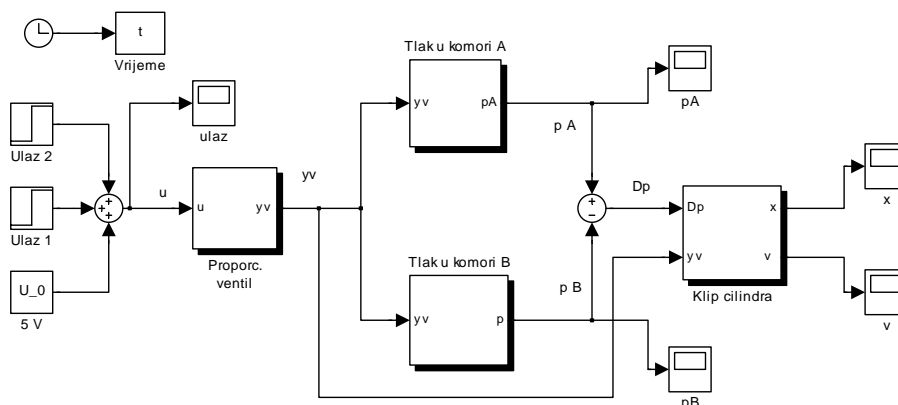 t
Vrijeme
Ulaz 2
Ulaz 1
U_0
5 V
ulaz
u
u
yv
Proporc.
ventil
yv
Tlak u komori A
yv
pA
p A
pA
Tlak u komori B
yv
p
p B
pB
Dp
Dp
yv
x
v
Klip cilindra
x
v